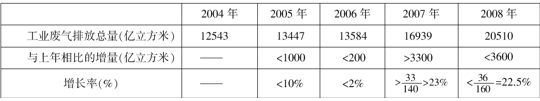 2004 年 2005 年 2006 年 2007 年 2008 年
工业废气排放总量(亿立方米) 12543 13447 13584 16939 20510
与上年相比的增量(亿立方米) —— <1000 <200 >3300 <3600
增长率(%) —— <10% <2% >33/140>23% <36/160=22.5%